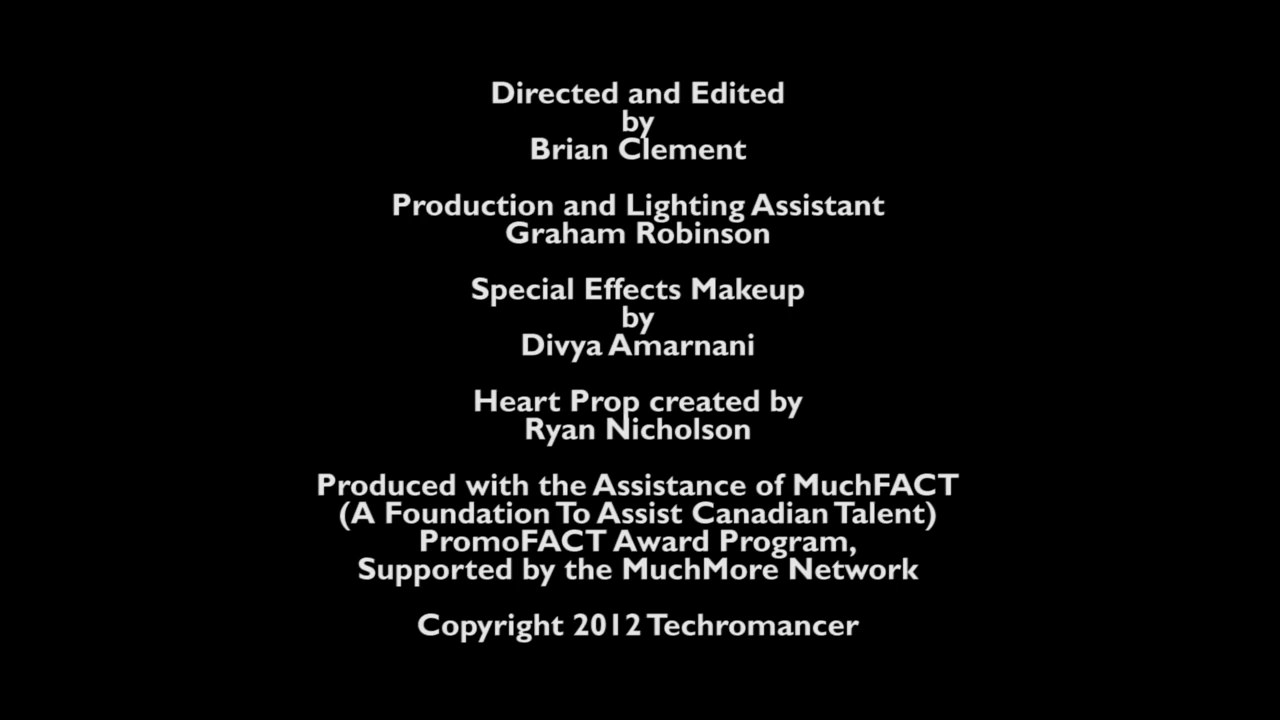 Directed and Edited
by
Brian Clement
Production and Lighting Assistant
Graham Robinson
Special Effects Makeup
by
Divya Amarnani
Heart Prop created by
Ryan Nicholson
Produced with the Assistance of MuchFACT
(A Foundation To Assist Canadian Talent)
PromoFACT Award Program,
Supported by the MuchMore Network
Copyright 2012 Techromancer